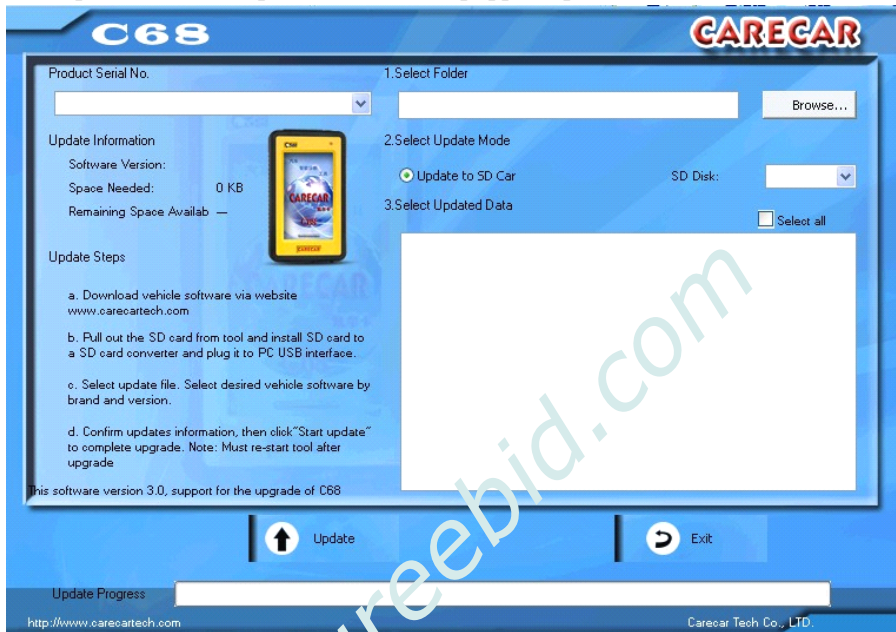 C68
CARECAR
Product Serial No.
1.Select Folder
Browse...
Update Information
Software Version:
Space Needed: 0 KB
Remaining Space Availab —
2.Select Update Mode
Update to SD Car
SD Disk:
3.Select Updated Data
Select all
CARECAR
Update Steps
a. Download vehicle software via website
www.carecartech.com
b. Pull out the SD card from tool and install SD card to
a SD card converter and plug it to PC USB interface.
c. Select update file. Select desired vehicle software by
brand and version.
d. Confirm updates information, then click"Start update"
to complete upgrade. Note: Must re-start tool after
upgrade
This software version 3.0, support for the upgrade of C68
Update
Exit
Update Progress
http://www.carecartech.com
Carecar Tech Co., LTD.
ureebid.com